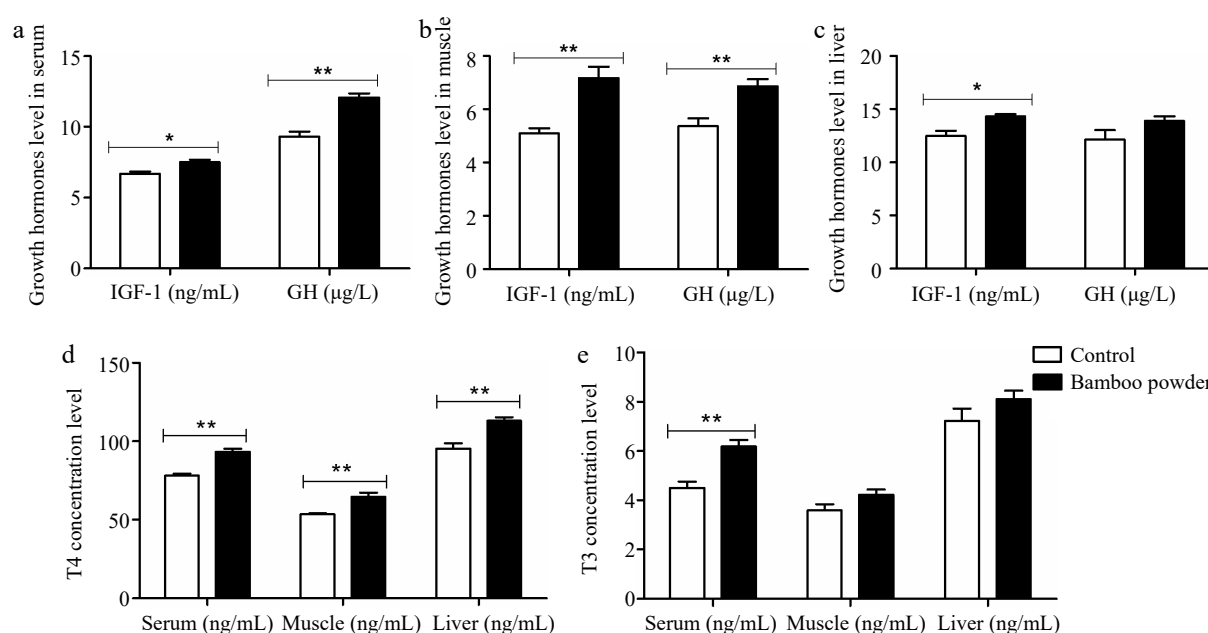 a
Growth hormones level in serum
15
10
5
0
*
**
IGF-1 (ng/mL)
GH (μg/L)
b
Growth hormones level in muscle
8
6
4
2
0
**
**
IGF-1 (ng/mL)
GH (μg/L)
c
Growth hormones level in liver
20
15
10
5
0
*
IGF-1 (ng/mL)
GH (μg/L)
d
T4 concentration level
150
100
50
0
**
**
**
Serum (ng/mL)
Muscle (ng/mL)
Liver (ng/mL)
e
T3 concentration level
10
8
6
4
2
0
**
Serum (ng/mL)
Muscle (ng/mL)
Liver (ng/mL)
Control
Bamboo powder